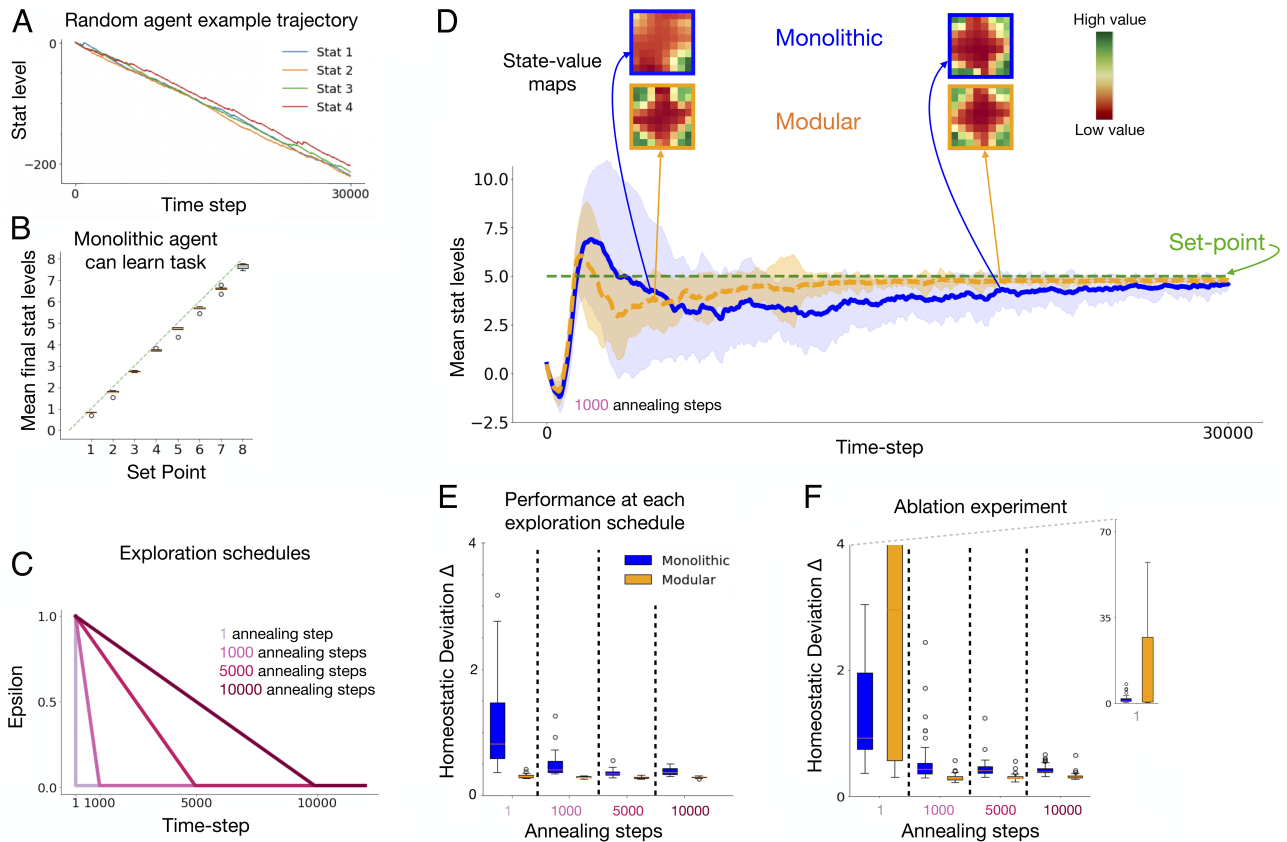 A
Random agent example trajectory
0
−200
Stat level
Stat 1
Stat 2
Stat 3
Stat 4
0
30000
Time step
B
Monolithic agent
can learn task
Mean final stat levels
8
7
6
5
4
3
2
1
0
1 2 3 4 5 6 7 8
Set Point
C
Exploration schedules
Epsilon
1.0
0.5
0.0
1 annealing step
1000 annealing steps
5000 annealing steps
10000 annealing steps
1 1000 5000 10000
Time-step
D
State-value
maps
Monolithic
Modular
High value
Low value
Set-point
Mean stat levels
10.0
7.5
5.0
2.5
0.0
−2.5
1000 annealing steps
0
30000
Time-step
E
Performance at each
exploration schedule
Homeostatic Deviation Δ
4
2
0
Monolithic
Modular
1 1000 5000 10000
Annealing steps
F
Ablation experiment
Homeostatic Deviation Δ
4
2
0
1 1000 5000 10000
Annealing steps
70
35
0
1